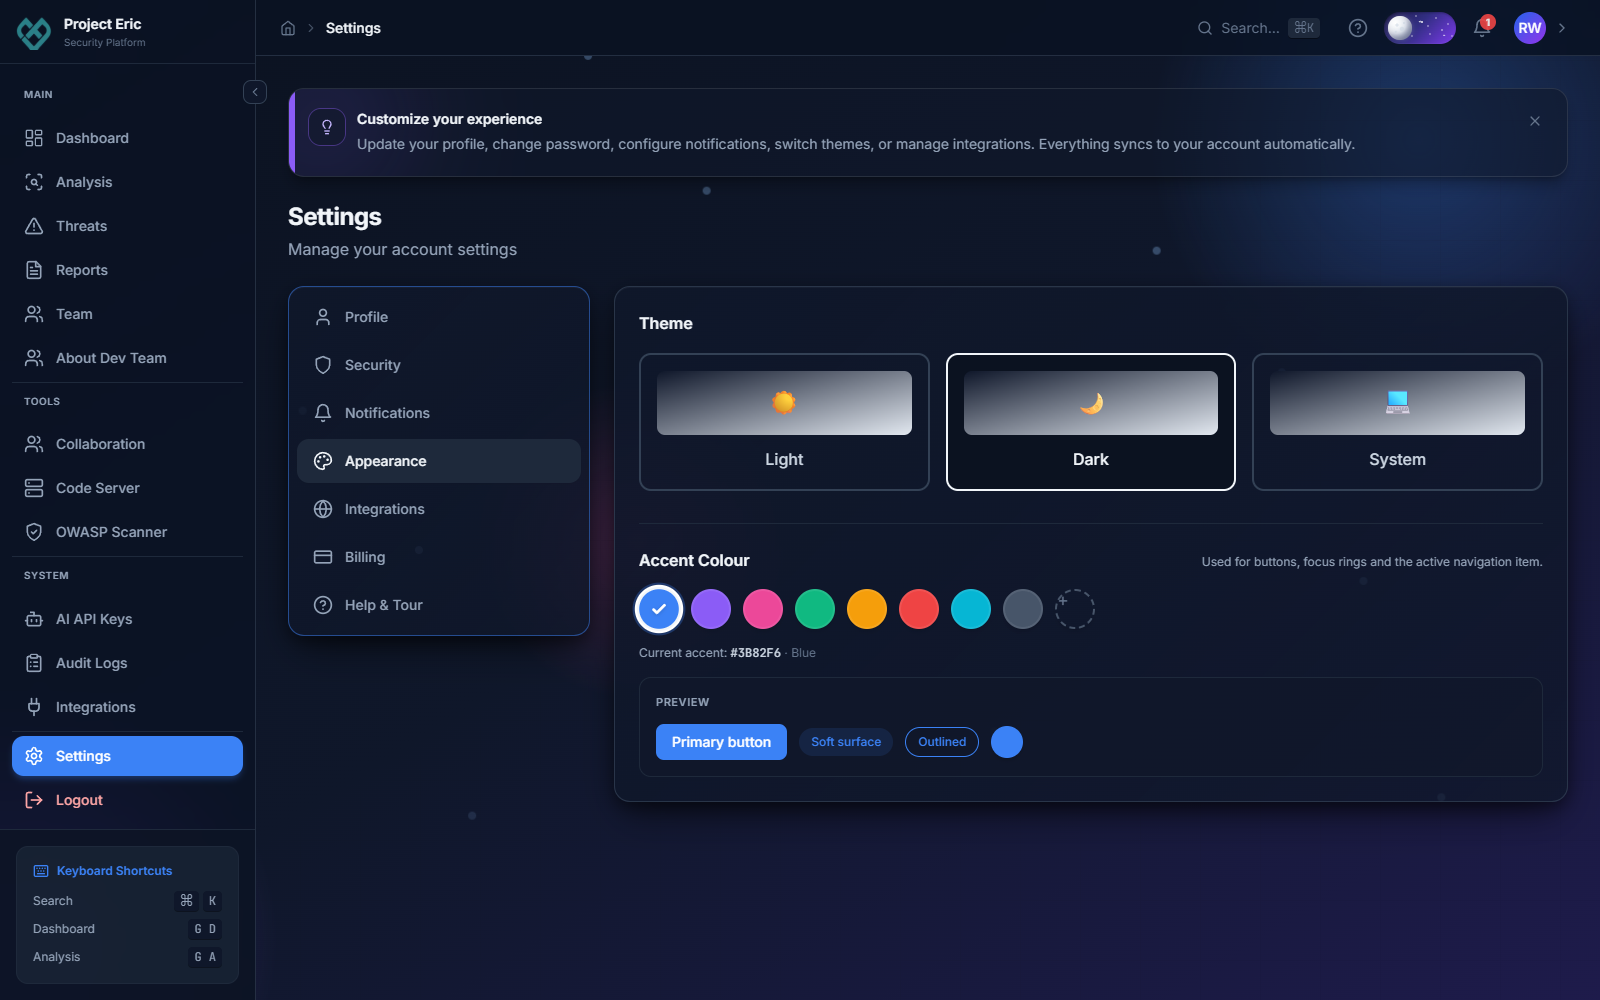 Project Eric
Security Platform
Settings
Search... ⌘K
1
RW
MAIN
Dashboard
Analysis
Threats
Reports
Team
About Dev Team
TOOLS
Collaboration
Code Server
OWASP Scanner
SYSTEM
AI API Keys
Audit Logs
Integrations
Settings
Logout
Keyboard Shortcuts
Search ⌘ K
Dashboard G D
Analysis G A
Customize your experience
Update your profile, change password, configure notifications, switch themes, or manage integrations. Everything syncs to your account automatically.
Settings
Manage your account settings
Profile
Security
Notifications
Appearance
Integrations
Billing
Help & Tour
Theme
Light
Dark
System
Accent Colour
Used for buttons, focus rings and the active navigation item.
Current accent: #3B82F6 · Blue
PREVIEW
Primary button
Soft surface
Outlined